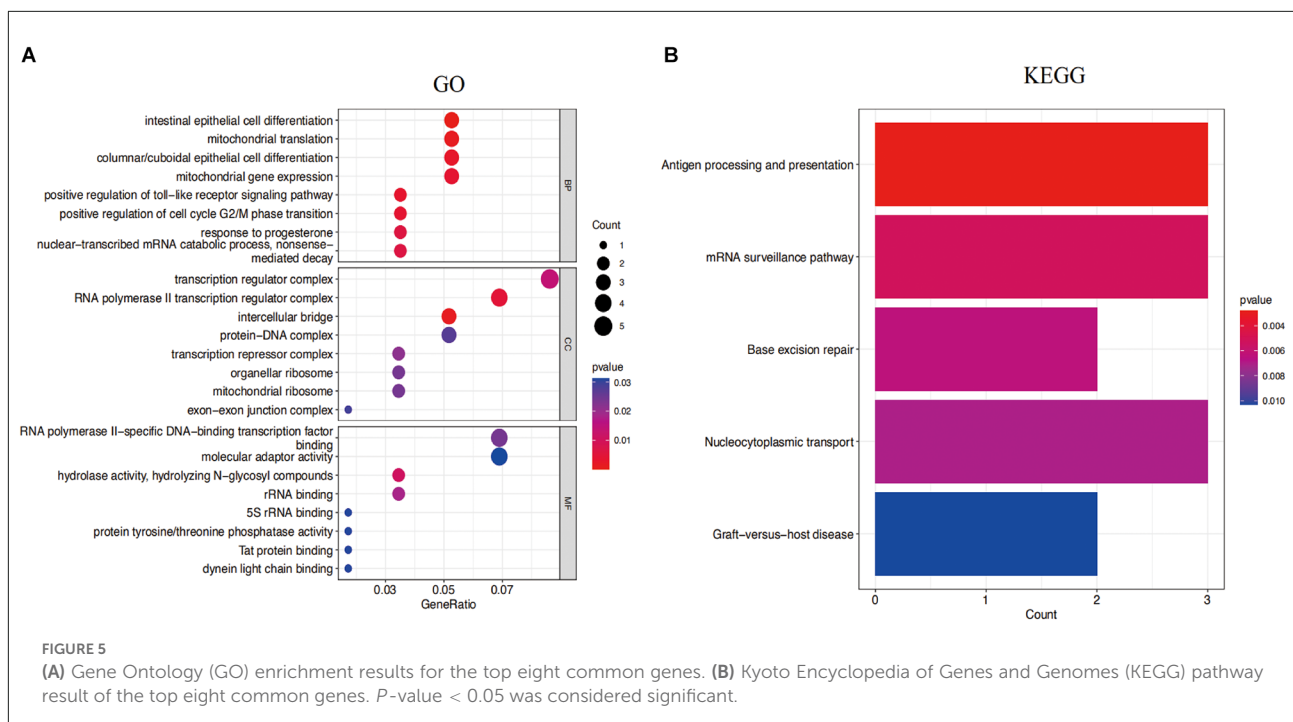 A
GO
intestinal epithelial cell differentiation
mitochondrial translation
columnar/cuboidal epithelial cell differentiation
mitochondrial gene expression
positive regulation of toll−like receptor signaling pathway
positive regulation of cell cycle G2/M phase transition
response to progesterone
nuclear−transcribed mRNA catabolic process, nonsense−
mediated decay
BP
transcription regulator complex
RNA polymerase II transcription regulator complex
intercellular bridge
protein−DNA complex
transcription repressor complex
organellar ribosome
mitochondrial ribosome
exon−exon junction complex
CC
RNA polymerase II−specific DNA−binding transcription factor
binding
molecular adaptor activity
hydrolase activity, hydrolyzing N−glycosyl compounds
rRNA binding
5S rRNA binding
protein tyrosine/threonine phosphatase activity
Tat protein binding
dynein light chain binding
MF
0.03 0.05 0.07
GeneRatio
Count
1
2
3
4
5
pvalue
0.03
0.02
0.01
B
KEGG
Antigen processing and presentation
mRNA surveillance pathway
Base excision repair
Nucleocytoplasmic transport
Graft−versus−host disease
0 1 2 3
Count
pvalue
0.004
0.006
0.008
0.010
FIGURE 5
(A) Gene Ontology (GO) enrichment results for the top eight common genes. (B) Kyoto Encyclopedia of Genes and Genomes (KEGG) pathway
result of the top eight common genes. P-value < 0.05 was considered significant.